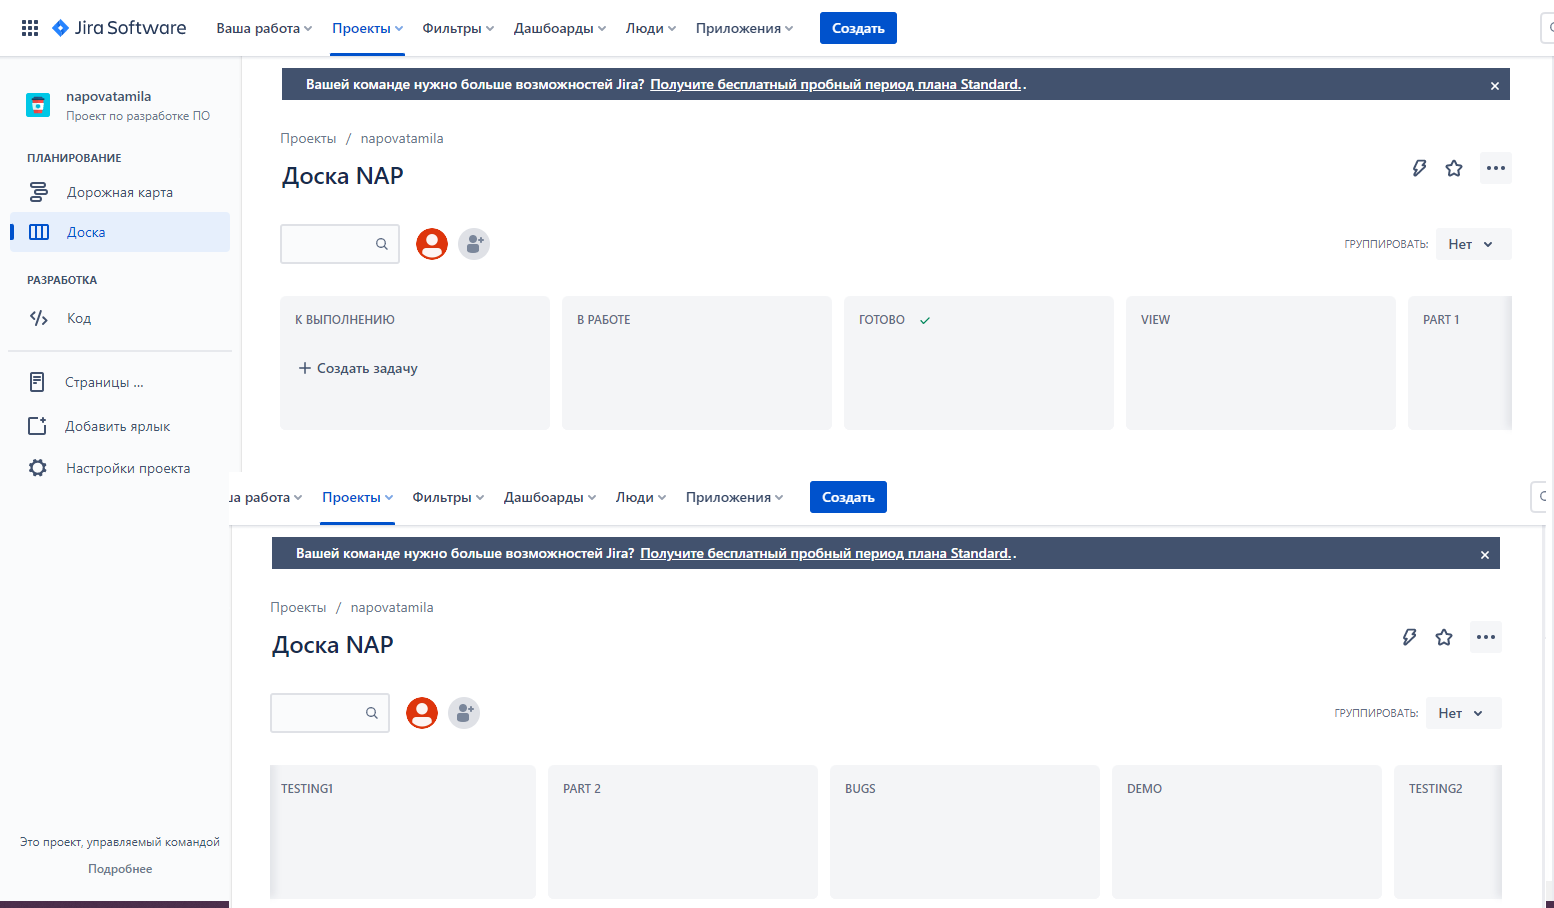 Jira Software Ваша работа Проекты Фильтры Дашбоарды Люди Приложения Создать
napovatamila
Проект по разработке ПО
ПЛАНИРОВАНИЕ
Дорожная карта
Доска
РАЗРАБОТКА
Код
Страницы ...
Добавить ярлык
Настройки проекта
Это проект, управляемый командой
Подробнее
Вашей команде нужно больше возможностей Jira? Получите бесплатный пробный период плана Standard..
Проекты / napovatamila
Доска NAP
ГРУППИРОВАТЬ: Нет
К ВЫПОЛНЕНИЮ В РАБОТЕ ГОТОВО VIEW PART 1
+ Создать задачу
ша работа Проекты Фильтры Дашбоарды Люди Приложения Создать
Вашей команде нужно больше возможностей Jira? Получите бесплатный пробный период плана Standard..
Проекты / napovatamila
Доска NAP
ГРУППИРОВАТЬ: Нет
TESTING1 PART 2 BUGS DEMO TESTING2